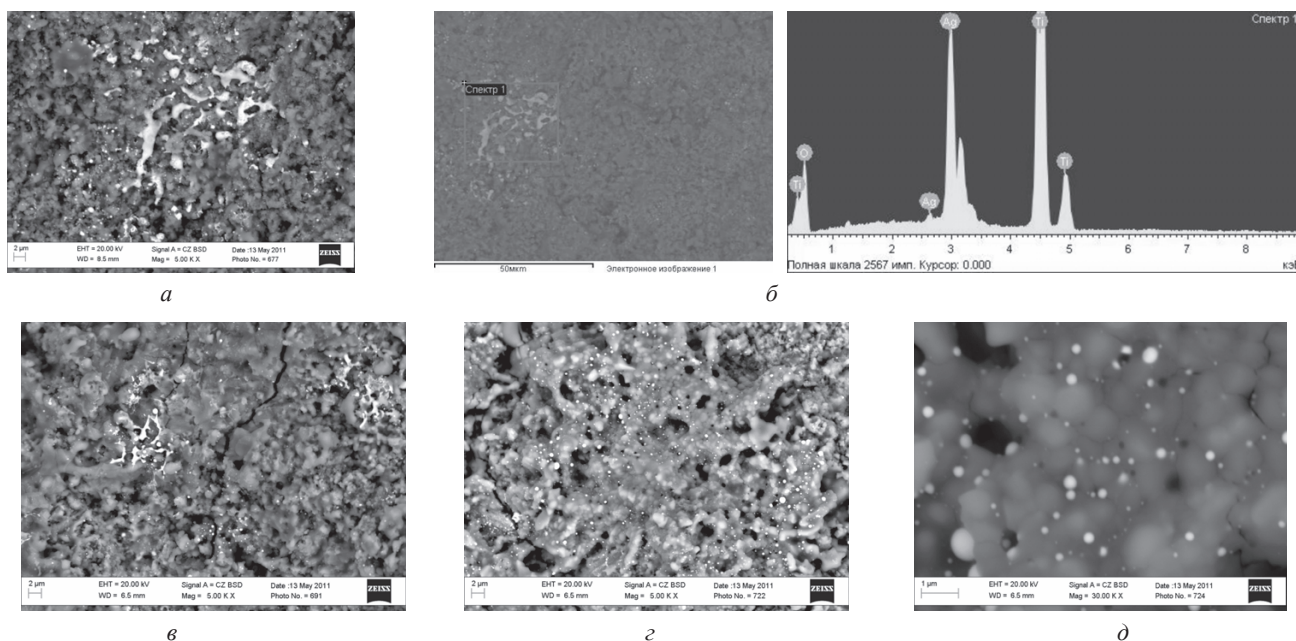 2 µm
EHT = 20.00 kV
WD = 8.5 mm
Signal A = CZ BSD
Mag = 5.00 K X
Date :13 May 2011
Photo No. = 677
ZEISS
а
Спектр 1
50мкm
Электронное изображение 1
Спектр 1
Ag
Ti
O
Ti
Ag
Ti
1 2 3 4 5 6 7 8
Полная шкала 2567 имп. Курсор: 0.000
кэВ
б
2 µm
EHT = 20.00 kV
WD = 6.5 mm
Signal A = CZ BSD
Mag = 5.00 K X
Date :13 May 2011
Photo No. = 691
ZEISS
в
2 µm
EHT = 20.00 kV
WD = 6.5 mm
Signal A = CZ BSD
Mag = 5.00 K X
Date :13 May 2011
Photo No. = 722
ZEISS
г
1 µm
EHT = 20.00 kV
WD = 6.5 mm
Signal A = CZ BSD
Mag = 30.00 K X
Date :13 May 2011
Photo No. = 724
ZEISS
д